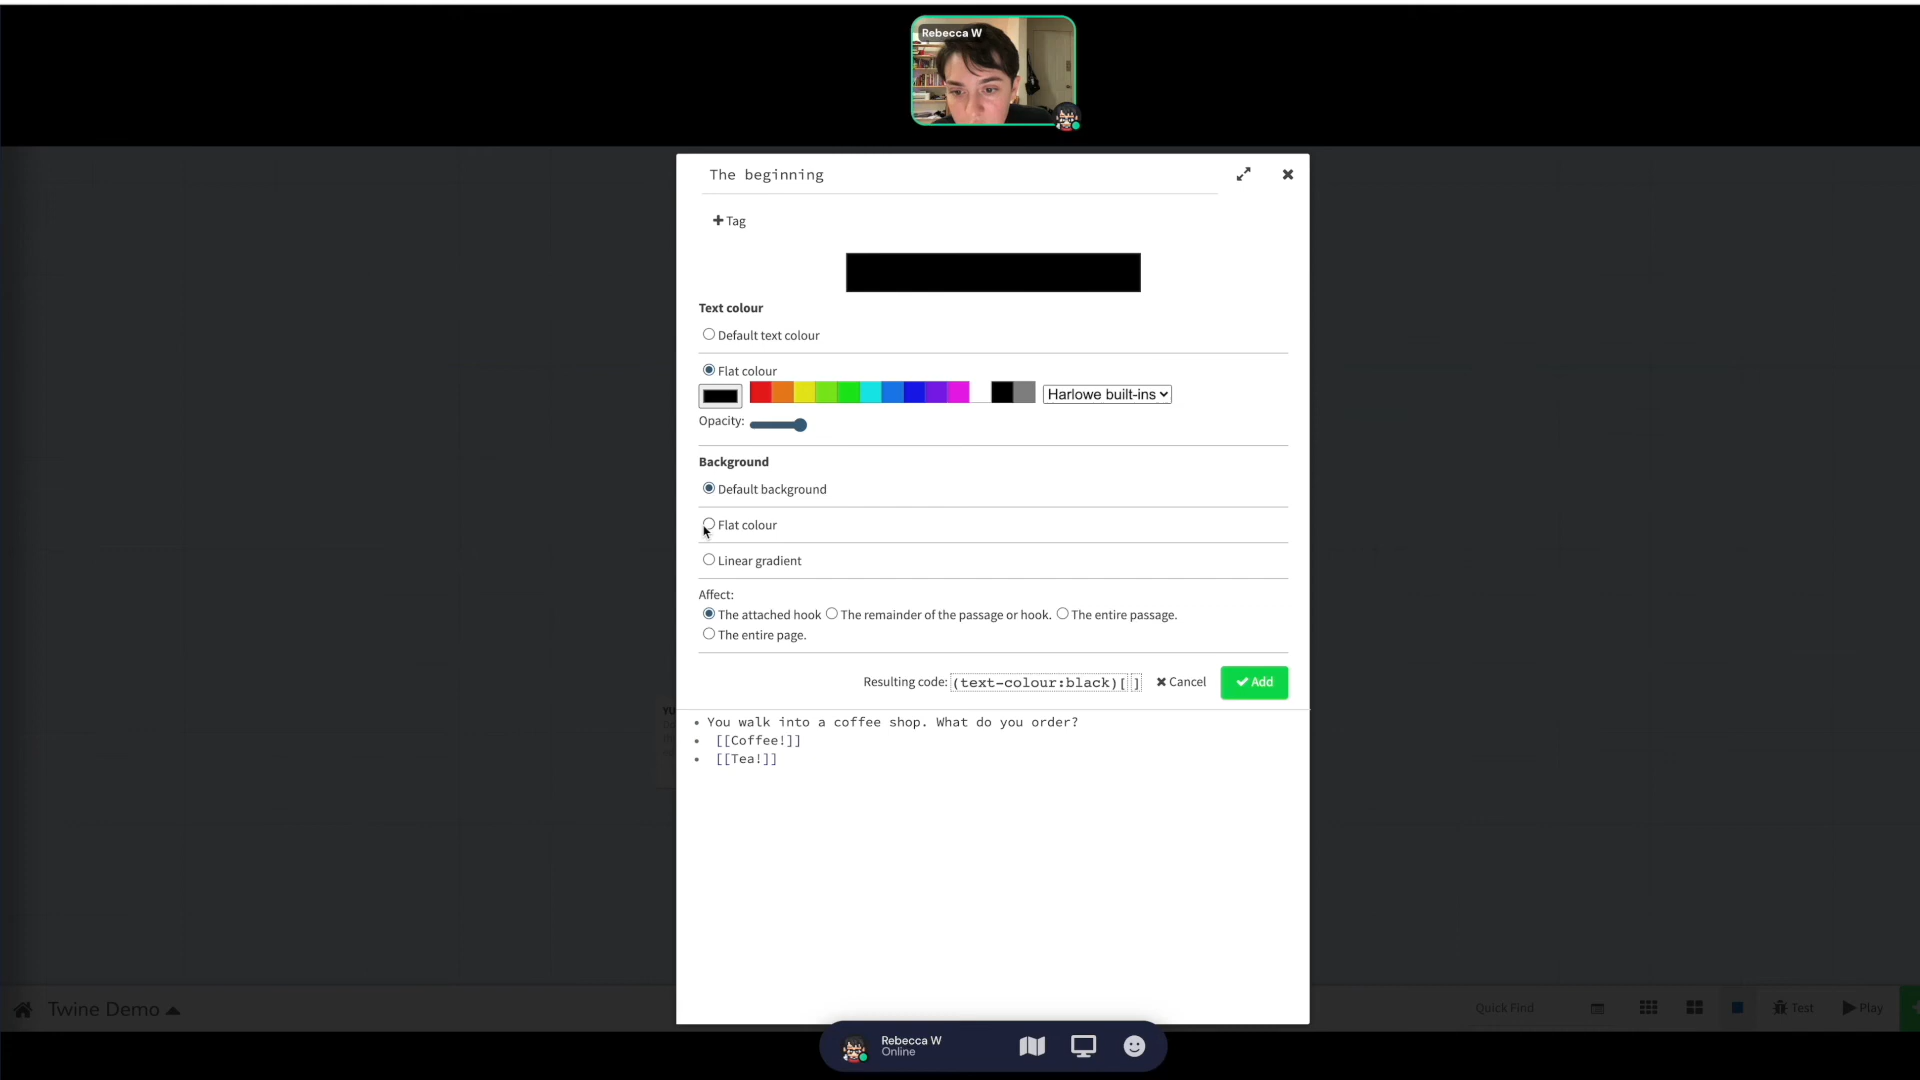 Rebecca W
The beginning
Tag
Text colour
Default text colour
Flat colour
Harlowe built-ins
Opacity:
Background
Default background
Flat colour
Linear gradient
Affect:
The attached hook The remainder of the passage or hook. The entire passage.
The entire page.
Resulting code: (text-colour:black)[ ] Cancel Add
You walk into a coffee shop. What do you order?
[[Coffee!]]
[[Tea!]]
Twine Demo Quick Find Test Play
Rebecca W
Online